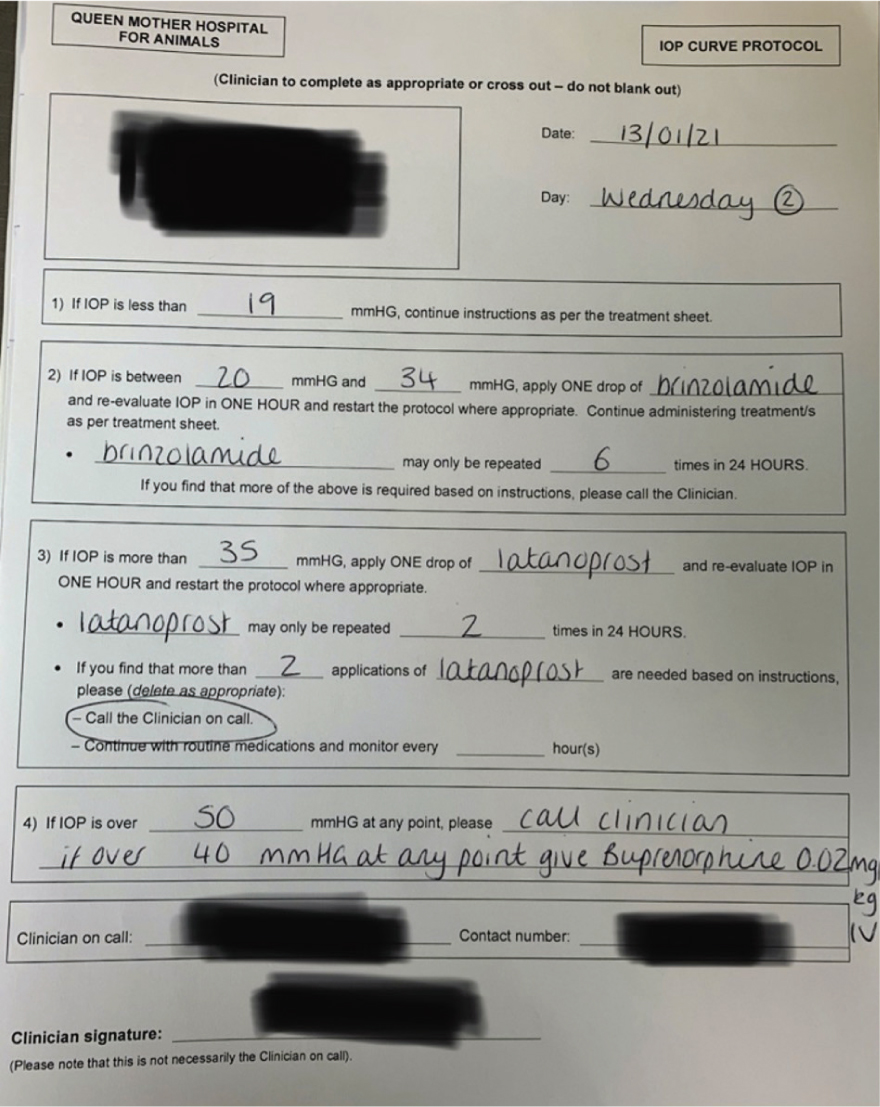 QUEEN MOTHER HOSPITAL
FOR ANIMALS
IOP CURVE PROTOCOL
(Clinician to complete as appropriate or cross out – do not blank out)
Date: 13/01/21
Day: Wednesday ②
1) If IOP is less than 19 mmHG, continue instructions as per the treatment sheet.
2) If IOP is between 20 mmHG and 34 mmHG, apply ONE drop of brinzolamide
and re-evaluate IOP in ONE HOUR and restart the protocol where appropriate. Continue administering treatment/s
as per treatment sheet.
• brinzolamide may only be repeated 6 times in 24 HOURS.
If you find that more of the above is required based on instructions, please call the Clinician.
3) If IOP is more than 35 mmHG, apply ONE drop of latanoprost and re-evaluate IOP in
ONE HOUR and restart the protocol where appropriate.
• latanoprost may only be repeated 2 times in 24 HOURS.
• If you find that more than 2 applications of latanoprost are needed based on instructions,
please (delete as appropriate):
– Call the Clinician on call.
– Continue with routine medications and monitor every hour(s)
4) If IOP is over 50 mmHG at any point, please call clinician
if over 40 mmHG at any point give Buprenorphine 0.02mg
kg
IV
Clinician on call: Contact number:
Clinician signature:
(Please note that this is not necessarily the Clinician on call).